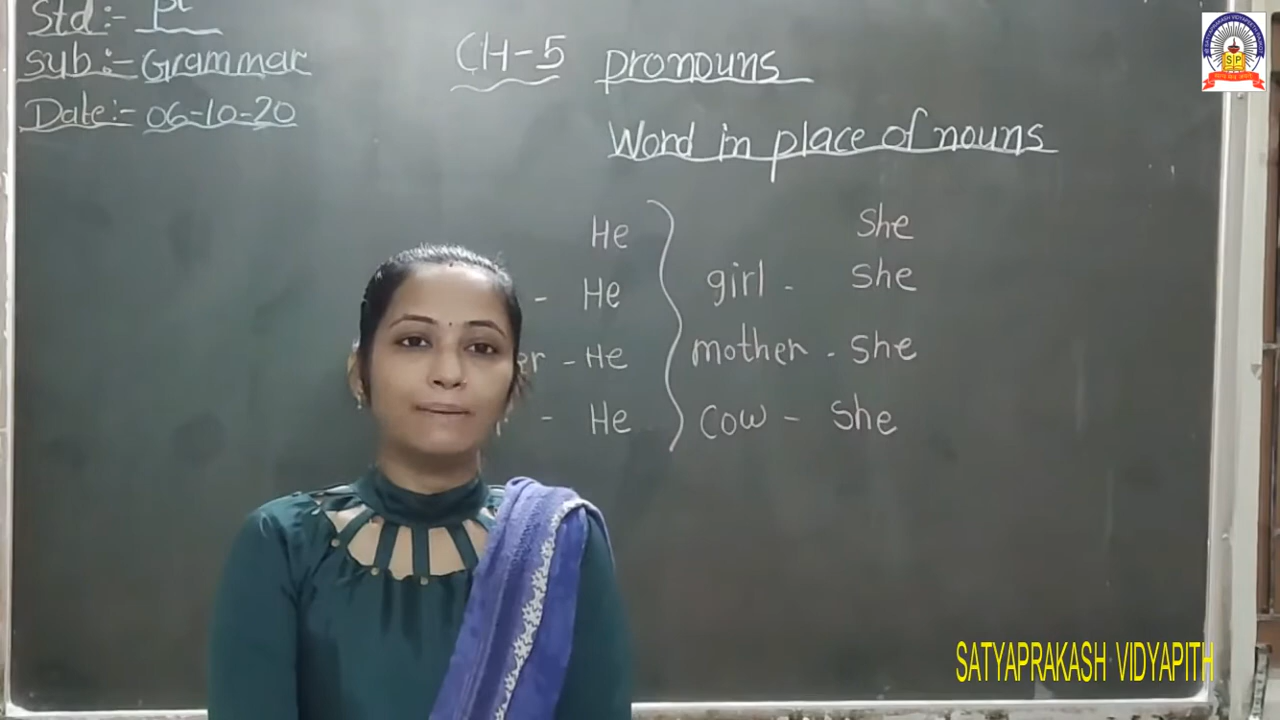 Std:-
Sub:- Grammar
Date:- 06-10-20
CH-5 pronouns
Word in place of nouns
He She
- He girl - She
er - He mother - She
- He cow - She
SP
SATYAPRAKASH VIDYAPITH